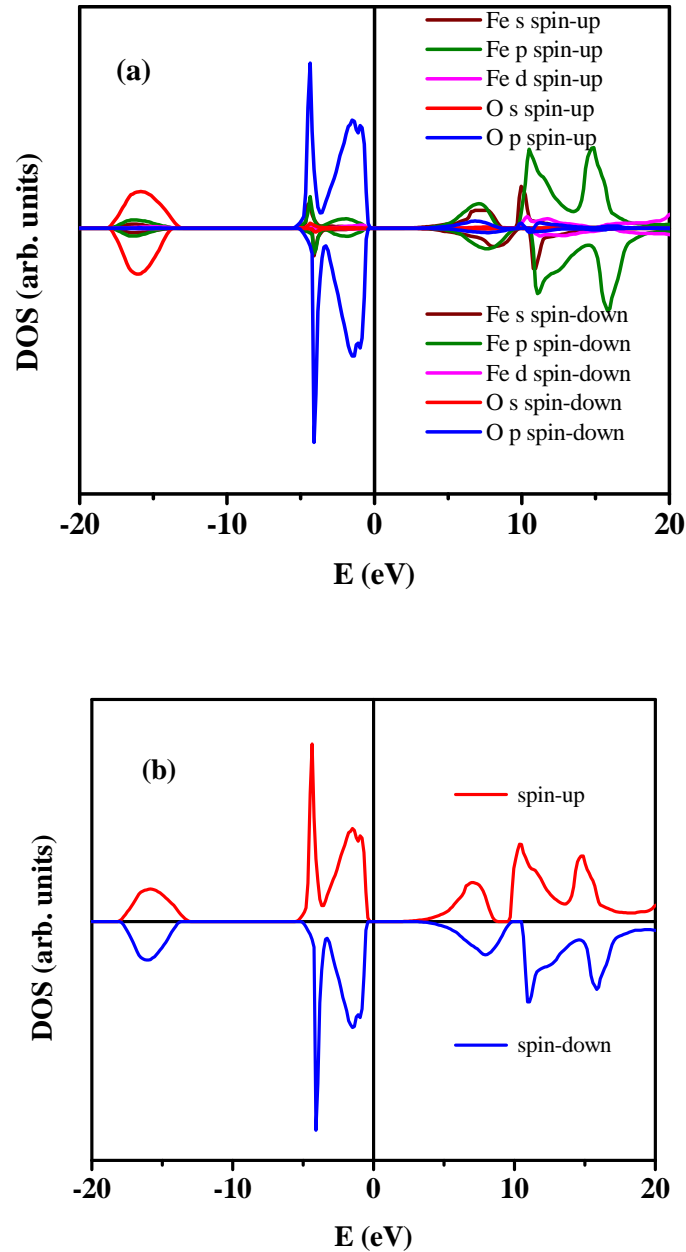 (a)
Fe s spin-up
Fe p spin-up
Fe d spin-up
O s spin-up
O p spin-up
DOS (arb. units)
Fe s spin-down
Fe p spin-down
Fe d spin-down
O s spin-down
O p spin-down
-20 -10 0 10 20
E (eV)
(b)
spin-up
DOS (arb. units)
spin-down
-20 -10 0 10 20
E (eV)